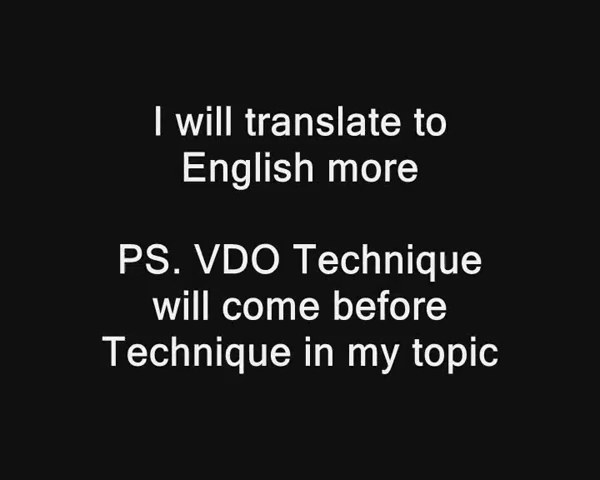 I will translate to
English more
PS. VDO Technique
will come before
Technique in my topic